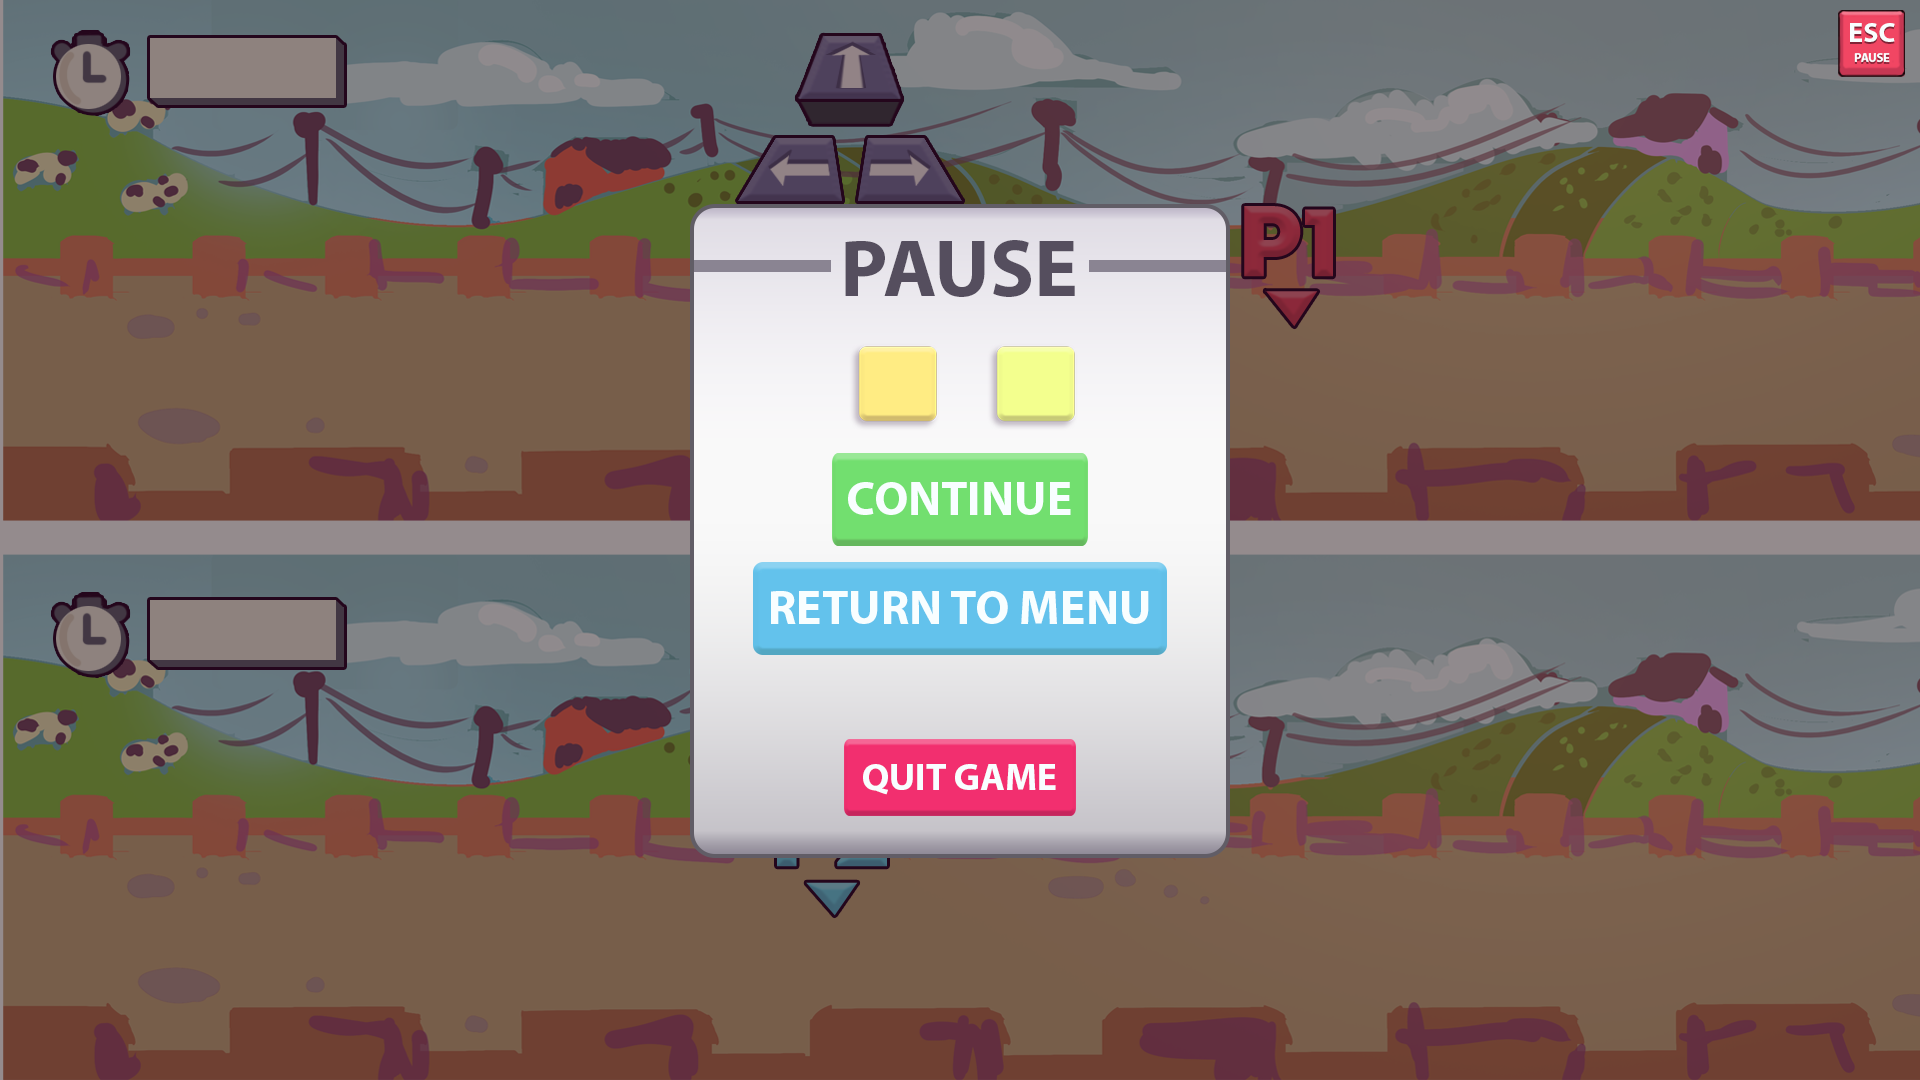 ESC
PAUSE
P1
PAUSE
CONTINUE
RETURN TO MENU
QUIT GAME